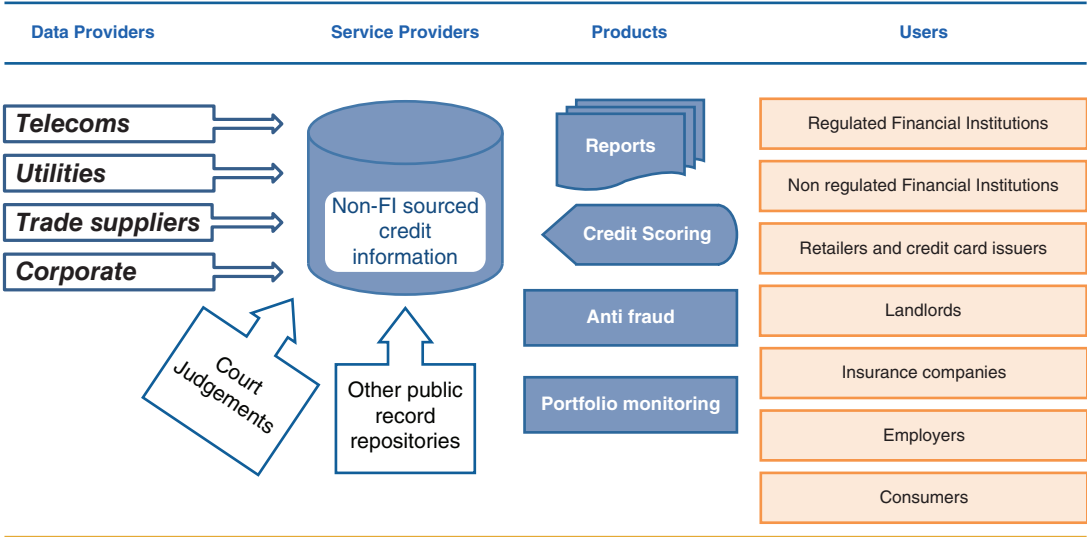 Data Providers
Service Providers
Products
Users
Telecoms
Utilities
Trade suppliers
Corporate
Court
Judgements
Non-FI sourced
credit
information
Other public
record
repositories
Reports
Credit Scoring
Anti fraud
Portfolio monitoring
Regulated Financial Institutions
Non regulated Financial Institutions
Retailers and credit card issuers
Landlords
Insurance companies
Employers
Consumers